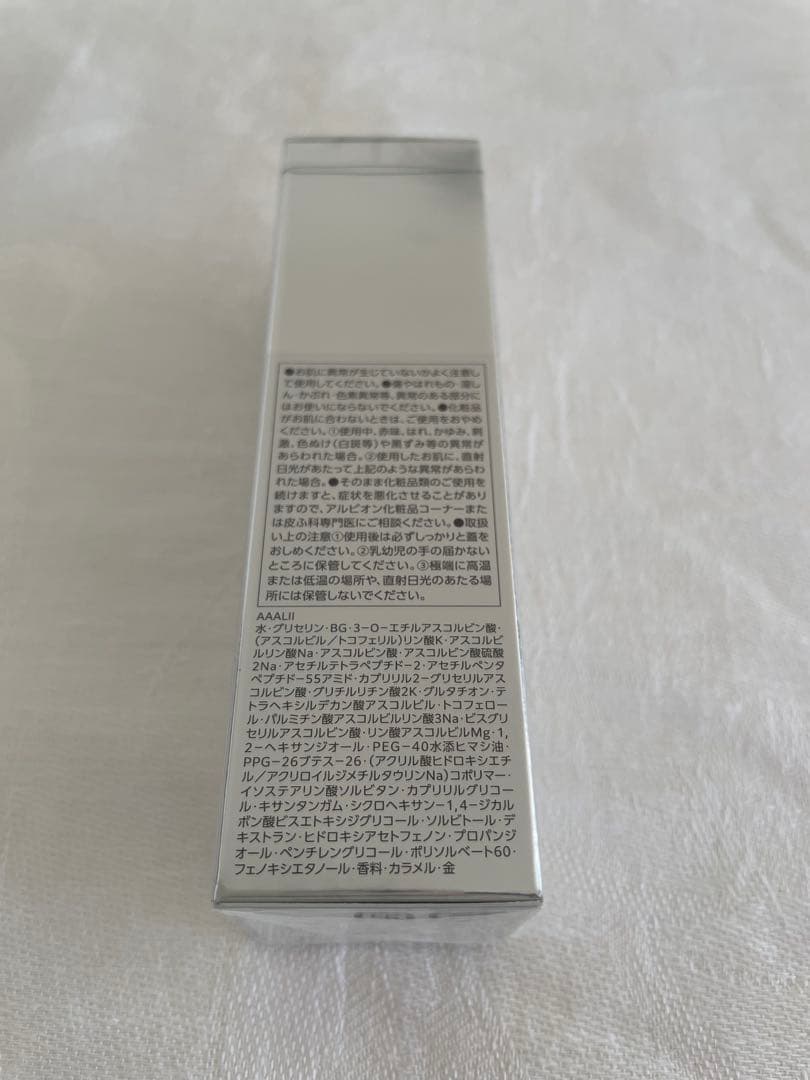 ●お肌に異常が生じていないかよく注意し
て使用してください。●傷やはれもの・湿し
ん・かぶれ・色素異常等、異常のある部分に
はお使いにならないでください。●化粧品
がお肌に合わないときは、ご使用をおやめ
ください。①使用中、赤味、はれ、かゆみ、刺
激、色ぬけ(白斑等)や黒ずみ等の異常が
あらわれた場合。②使用したお肌に、直射
日光があたって上記のような異常があらわ
れた場合。●そのまま化粧品類のご使用を
続けますと、症状を悪化させることがあり
ますので、アルビオン化粧品コーナーまた
は皮ふ科専門医にご相談ください。●取扱
い上の注意①使用後は必ずしっかりと蓋を
おしめください。②乳幼児の手の届かない
ところに保管してください。③極端に高温
または低温の場所や、直射日光のあたる場
所には保管しないでください。
AAALII
水・グリセリン・BG・3-O-エチルアスコルビン酸・
(アスコルビル/トコフェリル)リン酸K・アスコルビ
ルリン酸Na・アスコルビン酸・アスコルビン酸硫酸
2Na・アセチルテトラペプチド-2・アセチルペンタ
ペプチド-55アミド・カプリリル2-グリセリルアス
コルビン酸・グリチルリチン酸2K・グルタチオン・テ
トラヘキシルデカン酸アスコルビル・トコフェロー
ル・パルミチン酸アスコルビルリン酸3Na・ビスグリ
セリルアスコルビン酸・リン酸アスコルビルMg・1,
2-ヘキサンジオール・PEG-40水添ヒマシ油・
PPG-26ブテス-26・(アクリル酸ヒドロキシエチ
ル/アクリロイルジメチルタウリンNa)コポリマー・
イソステアリン酸ソルビタン・カプリリルグリコー
ル・キサンタンガム・シクロヘキサン-1,4-ジカル
ボン酸ビスエトキシジグリコール・ソルビトール・デ
キストラン・ヒドロキシアセトフェノン・プロパンジ
オール・ペンチレングリコール・ポリソルベート60・
フェノキシエタノール・香料・カラメル・金